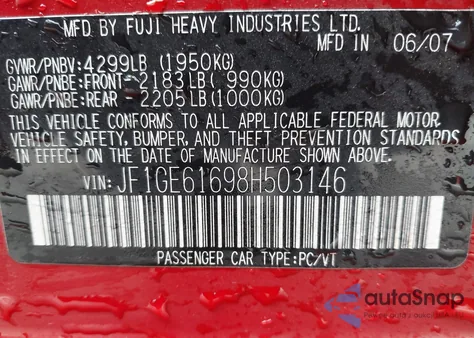 MFD BY FUJI HEAVY INDUSTRIES LTD.
MFD IN 06/07
GVWR/PNBV:4299LB (1950KG)
GAWR/PNBE:FRONT-2183LB( 990KG)
GAWR/PNBE:REAR -2205LB(1000KG)
THIS VEHICLE CONFORMS TO ALL APPLICABLE FEDERAL MOTOR
VEHICLE SAFETY, BUMPER, AND THEFT PREVENTION STANDARDS
IN EFFECT ON THE DATE OF MANUFACTURE SHOWN ABOVE.
VIN: JF1GE61698H503146
PASSENGER CAR TYPE:PC/VT
autoSnap